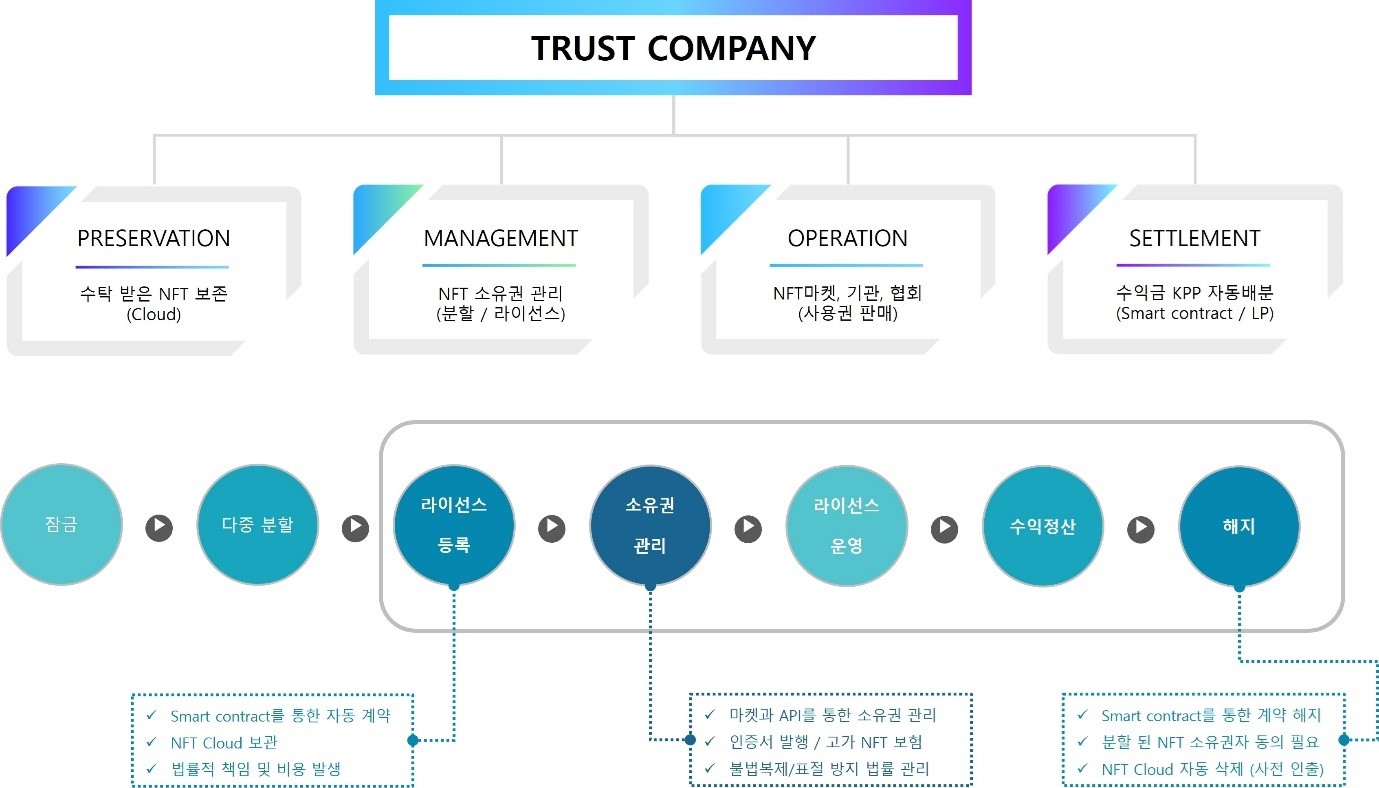 TRUST COMPANY
PRESERVATION
수탁 받은 NFT 보존
(Cloud)
MANAGEMENT
NFT 소유권 관리
(분할 / 라이선스)
OPERATION
NFT마켓, 기관, 협회
(사용권 판매)
SETTLEMENT
수익금 KPP 자동배분
(Smart contract / LP)
잠금
다중 분할
라이선스
등록
소유권
관리
라이선스
운영
수익정산
해지
✓ Smart contract를 통한 자동 계약
✓ NFT Cloud 보관
✓ 법률적 책임 및 비용 발생
✓ 마켓과 API를 통한 소유권 관리
✓ 인증서 발행 / 고가 NFT 보험
✓ 불법복제/표절 방지 법률 관리
✓ Smart contract를 통한 계약 해지
✓ 분할 된 NFT 소유권자 동의 필요
✓ NFT Cloud 자동 삭제 (사전 인출)